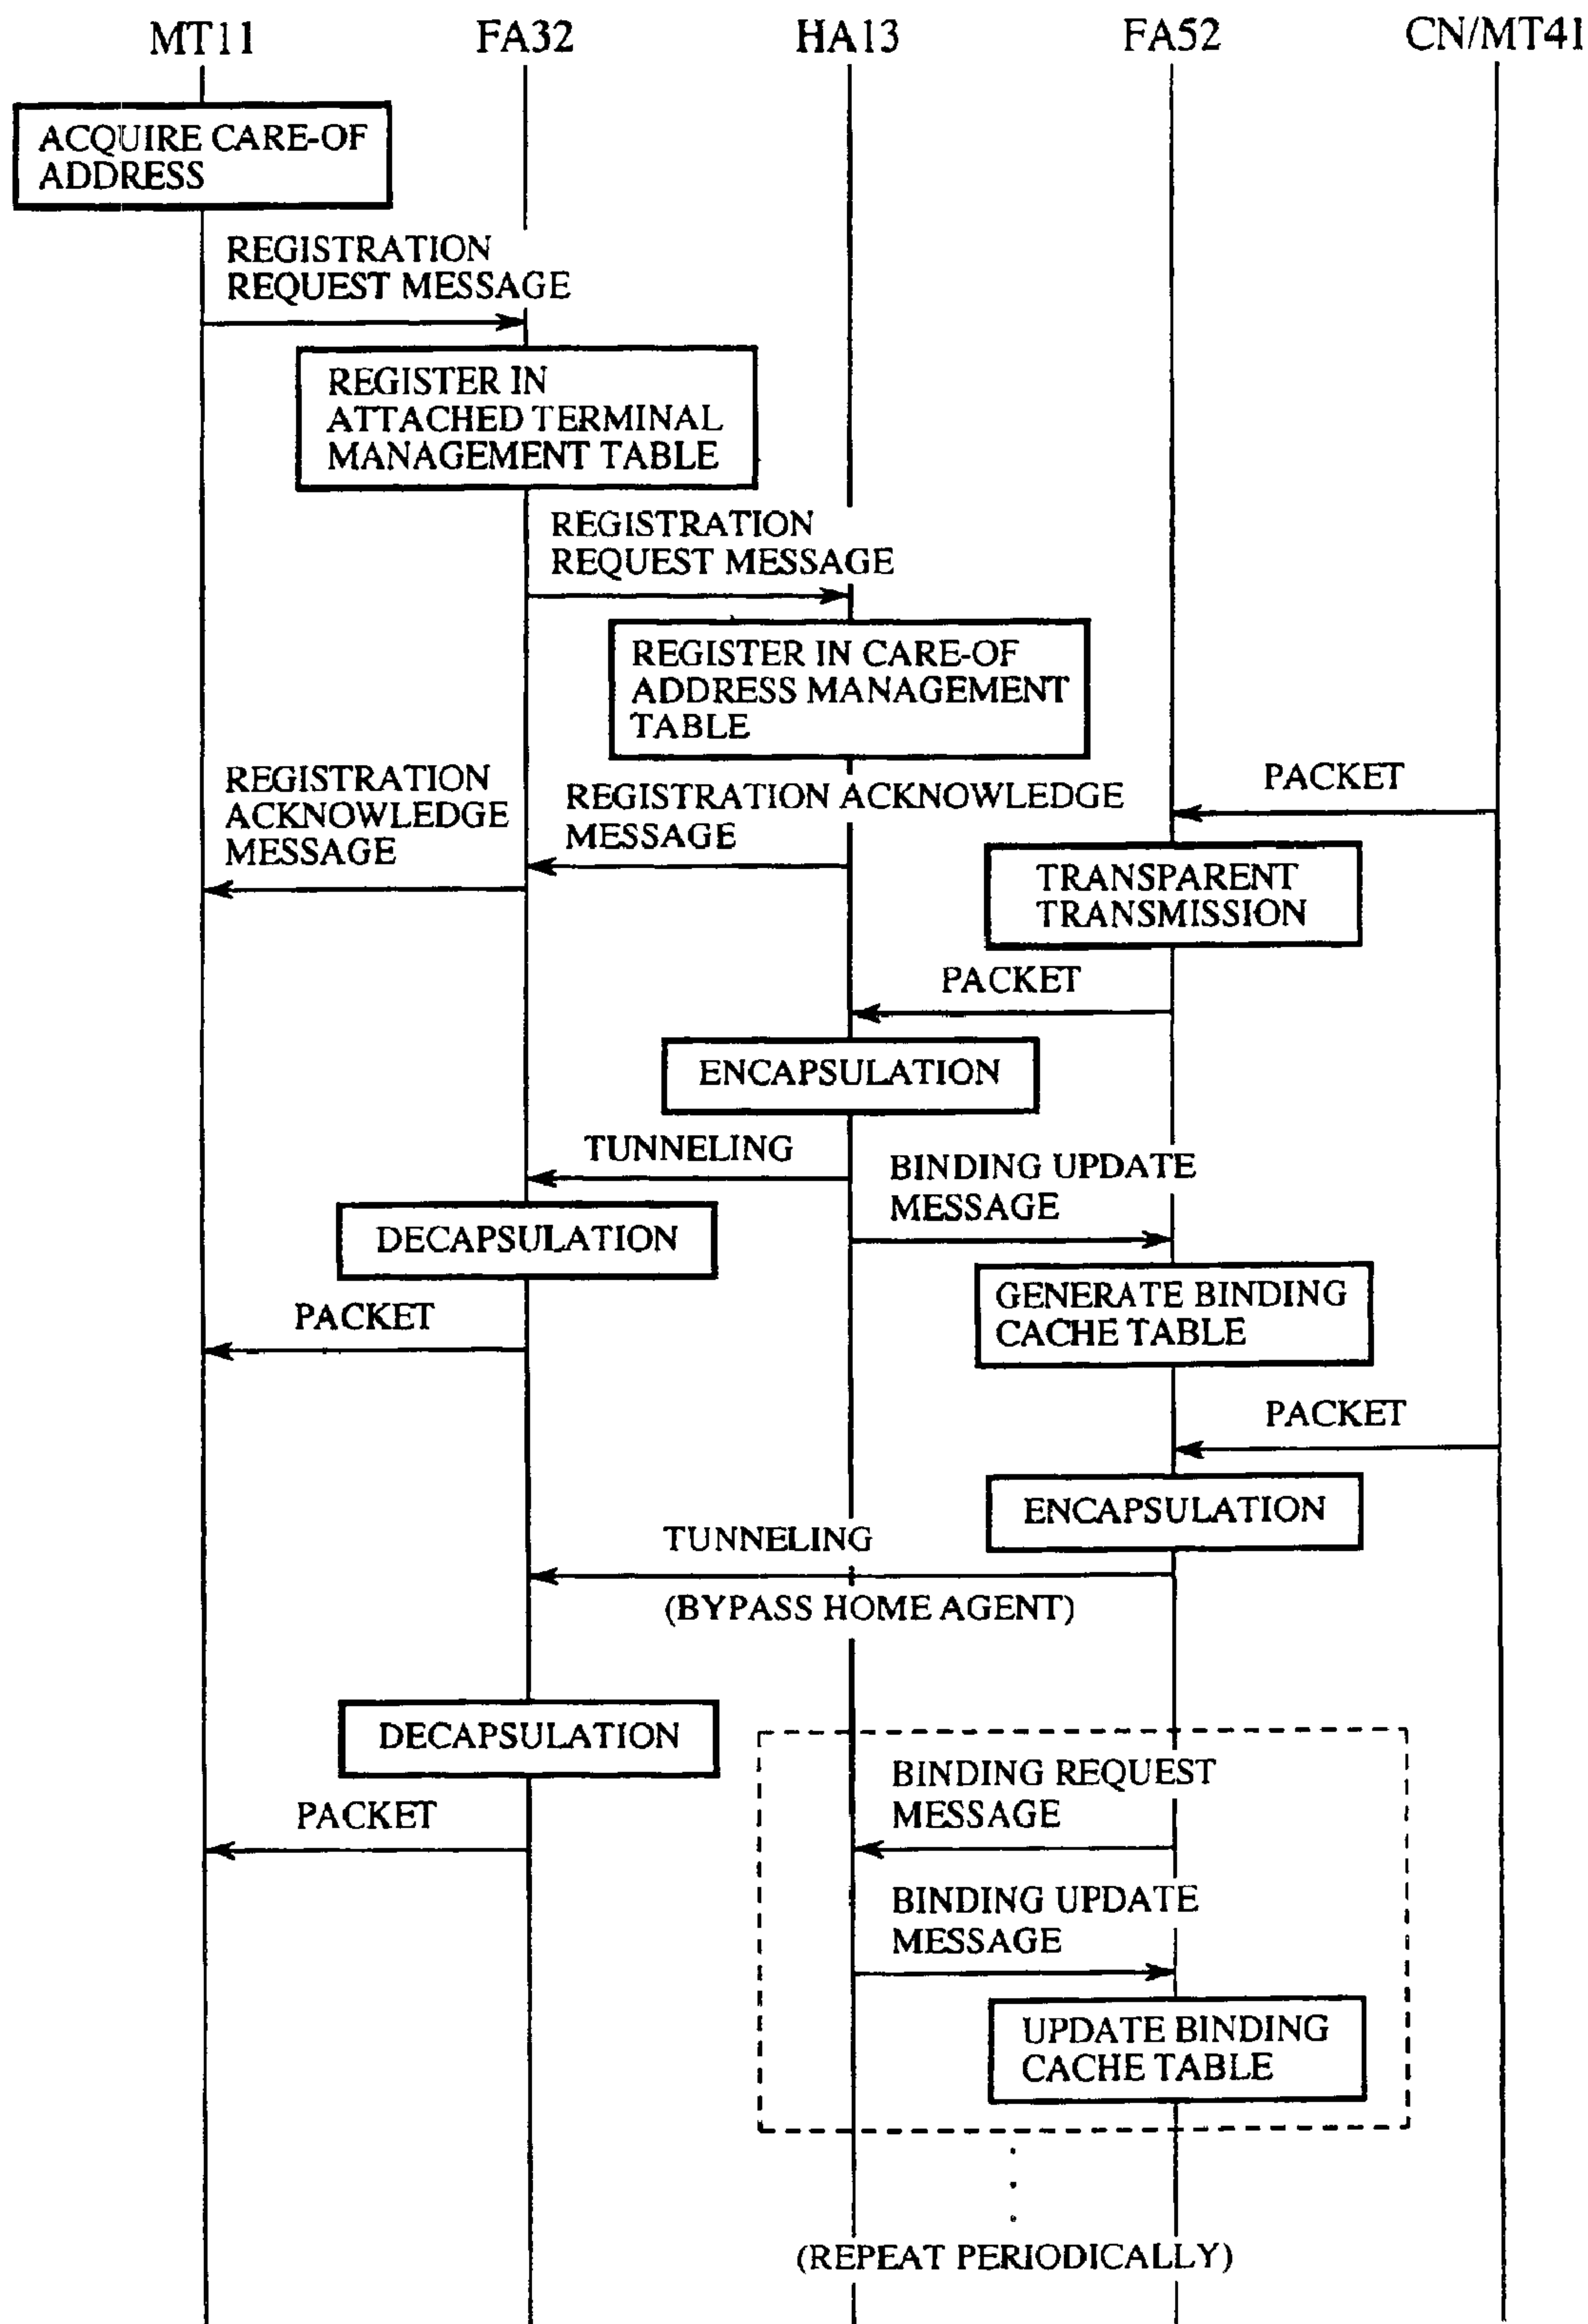 MT11 FA32 HA13 FA52 CN/MT41
ACQUIRE CARE-OF
ADDRESS
REGISTRATION
REQUEST MESSAGE
REGISTER IN
ATTACHED TERMINAL
MANAGEMENT TABLE
REGISTRATION
REQUEST MESSAGE
REGISTER IN CARE-OF
ADDRESS MANAGEMENT
TABLE
REGISTRATION
ACKNOWLEDGE
MESSAGE
REGISTRATION ACKNOWLEDGE
MESSAGE
PACKET
TRANSPARENT
TRANSMISSION
PACKET
ENCAPSULATION
TUNNELING
BINDING UPDATE
MESSAGE
DECAPSULATION
GENERATE BINDING
CACHE TABLE
PACKET
PACKET
ENCAPSULATION
TUNNELING
(BYPASS HOME AGENT)
DECAPSULATION
BINDING REQUEST
MESSAGE
PACKET
BINDING UPDATE
MESSAGE
UPDATE BINDING
CACHE TABLE
(REPEAT PERIODICALLY)